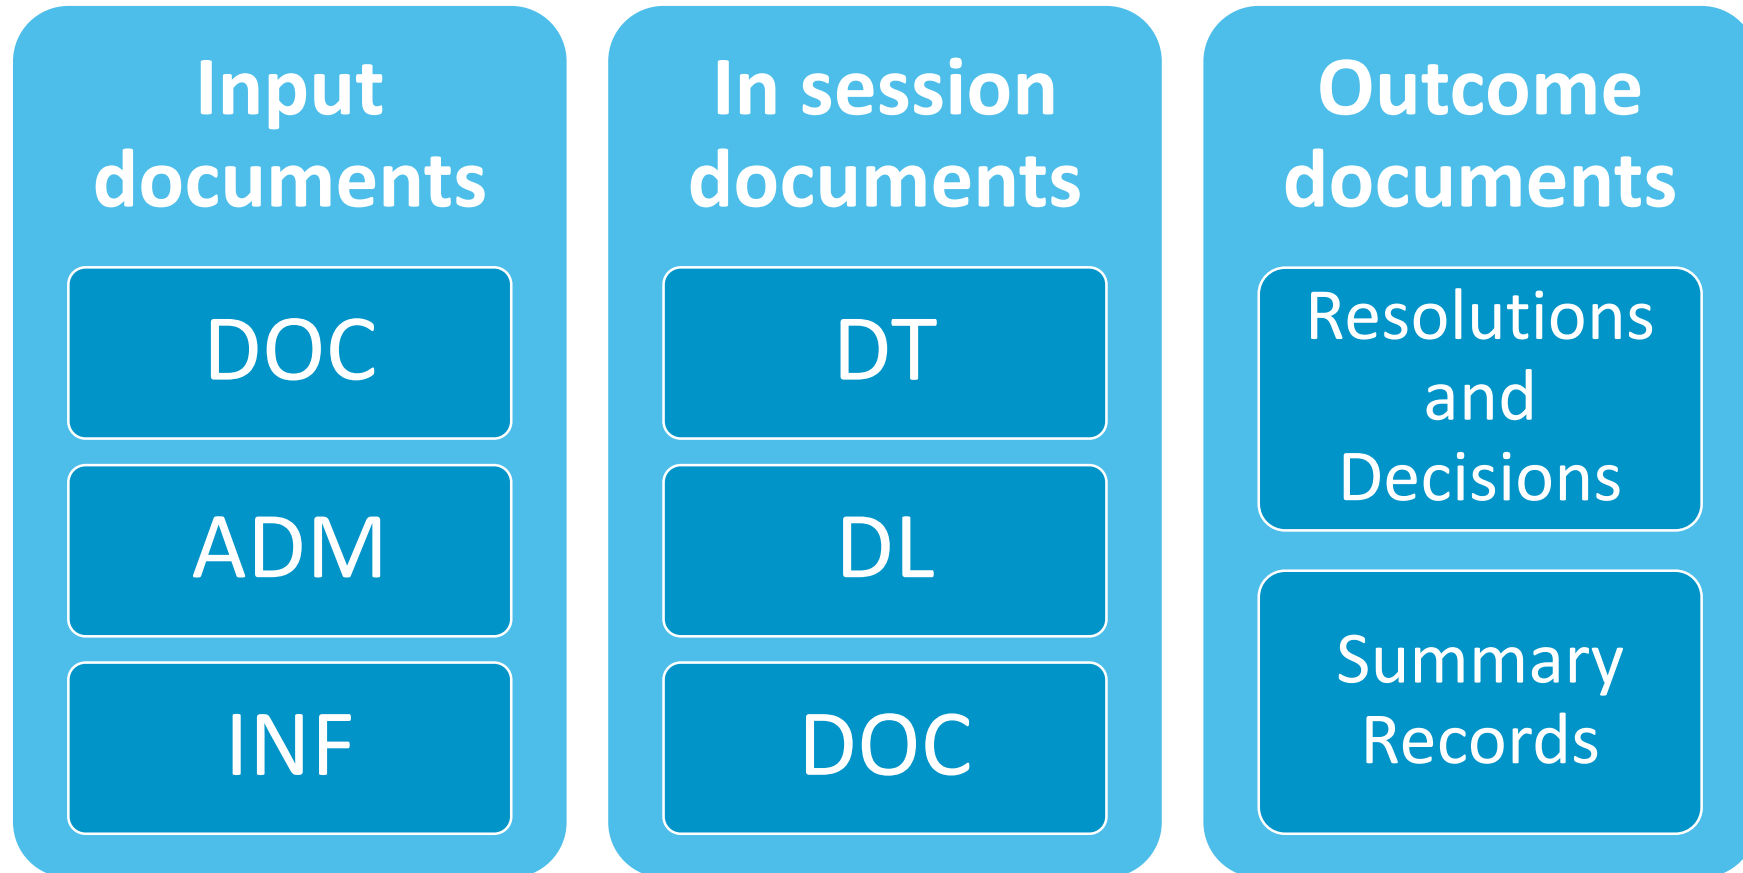 Input
documents
DOC
ADM
INF
In session
documents
DT
DL
DOC
Outcome
documents
Resolutions
and
Decisions
Summary
Records